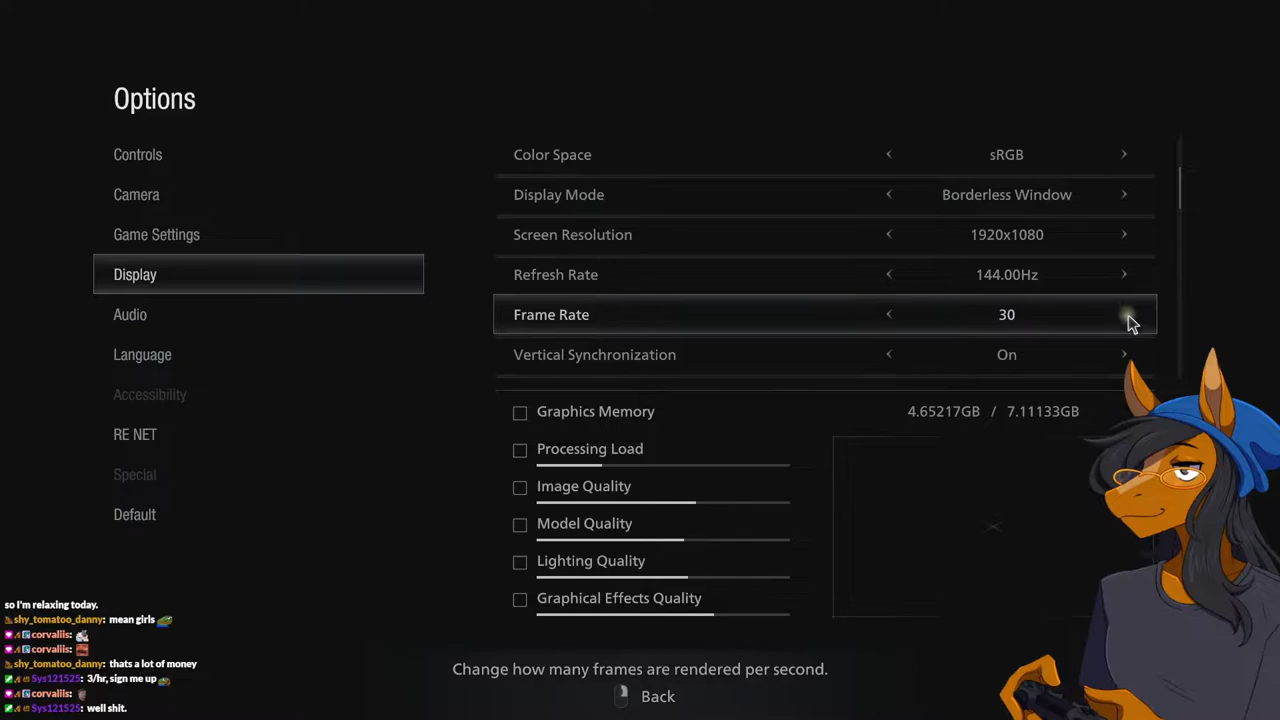 Options
Controls
Camera
Game Settings
Display
Audio
Language
Accessibility
RE NET
Special
Default
Color Space sRGB
Display Mode Borderless Window
Screen Resolution 1920x1080
Refresh Rate 144.00Hz
Frame Rate 30
Vertical Synchronization On
Graphics Memory 4.65217GB / 7.11133GB
Processing Load
Image Quality
Model Quality
Lighting Quality
Graphical Effects Quality
so I'm relaxing today.
shy_tomatoo_danny: mean girls
corvaliis:
corvaliis:
shy_tomatoo_danny: thats a lot of money
Sys121525: 3/hr, sign me up
corvaliis:
Sys121525: well shit.
Change how many frames are rendered per second.
Back